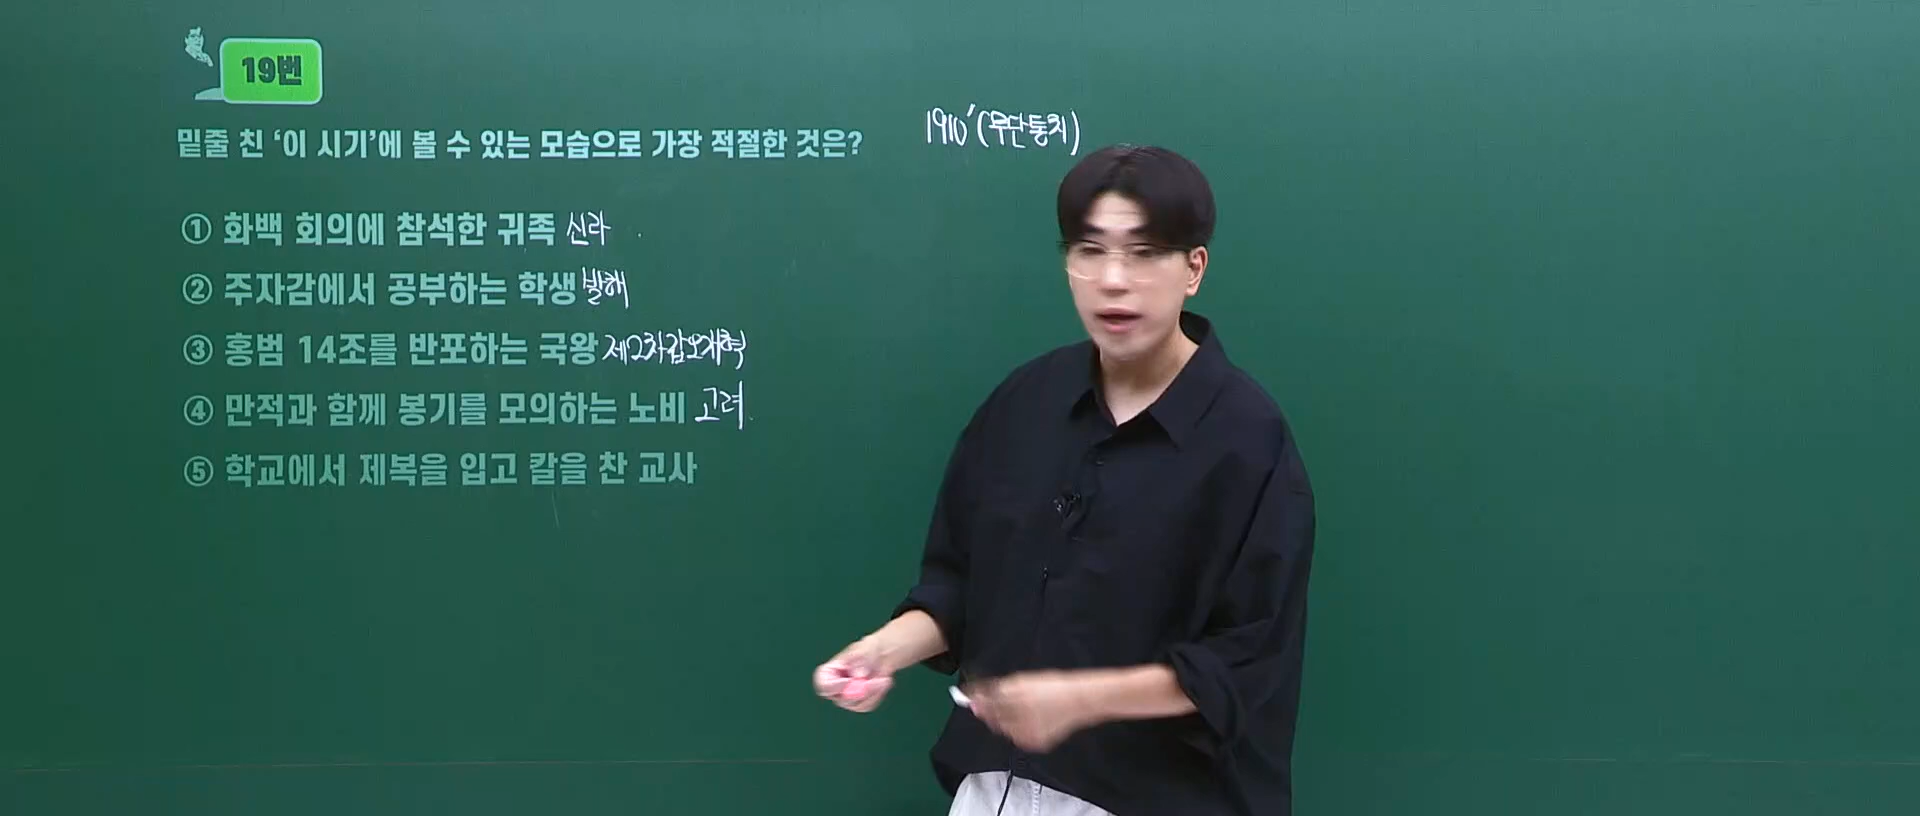 19번
밑줄 친 ‘이 시기’에 볼 수 있는 모습으로 가장 적절한 것은?
1910'(무단통치)
① 화백 회의에 참석한 귀족 신라
② 주자감에서 공부하는 학생 발해
③ 홍범 14조를 반포하는 국왕 제2차갑오개혁
④ 만적과 함께 봉기를 모의하는 노비 고려
⑤ 학교에서 제복을 입고 칼을 찬 교사